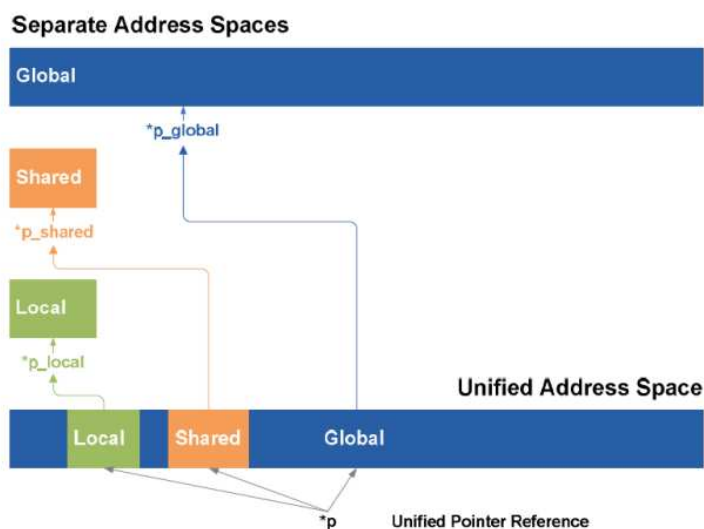 Separate Address Spaces
Global
*p_global
Shared
*p_shared
Local
*p_local
Unified Address Space
Local Shared Global
*p Unified Pointer Reference